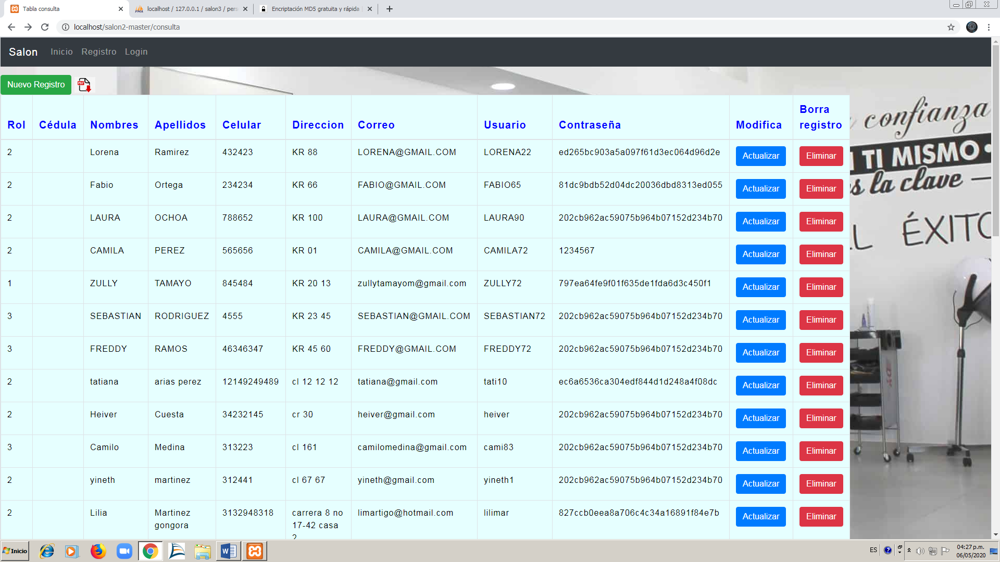 Tabla consulta
localhost / 127.0.0.1 / salon3 / pers
Encriptación MD5 gratuita y rápida
localhost/salon2-master/consulta
Salon Inicio Registro Login
Nuevo Registro
PDF
Rol Cédula Nombres Apellidos Celular Direccion Correo Usuario Contraseña Modifica Borra registro
2 Lorena Ramirez 432423 KR 88 LORENA@GMAIL.COM LORENA22 ed265bc903a5a097f61d3ec064d96d2e Actualizar Eliminar
2 Fabio Ortega 234234 KR 66 FABIO@GMAIL.COM FABIO65 81dc9bdb52d04dc20036dbd8313ed055 Actualizar Eliminar
2 LAURA OCHOA 788652 KR 100 LAURA@GMAIL.COM LAURA90 202cb962ac59075b964b07152d234b70 Actualizar Eliminar
2 CAMILA PEREZ 565656 KR 01 CAMILA@GMAIL.COM CAMILA72 1234567 Actualizar Eliminar
1 ZULLY TAMAYO 845484 KR 20 13 zullytamayom@gmail.com ZULLY72 797ea64fe9f01f635de1fda6d3c450f1 Actualizar Eliminar
3 SEBASTIAN RODRIGUEZ 4555 KR 23 45 SEBASTIAN@GMAIL.COM SEBASTIAN72 202cb962ac59075b964b07152d234b70 Actualizar Eliminar
3 FREDDY RAMOS 46346347 KR 45 60 FREDDY@GMAIL.COM FREDDY72 202cb962ac59075b964b07152d234b70 Actualizar Eliminar
2 tatiana arias perez 12149249489 cl 12 12 12 tatiana@gmail.com tati10 ec6a6536ca304edf844d1d248a4f08dc Actualizar Eliminar
2 Heiver Cuesta 34232145 cr 30 heiver@gmail.com heiver 202cb962ac59075b964b07152d234b70 Actualizar Eliminar
3 Camilo Medina 313223 cl 161 camilomedina@gmail.com cami83 202cb962ac59075b964b07152d234b70 Actualizar Eliminar
2 yineth martinez 312441 cl 67 67 yineth@gmail.com yineth1 202cb962ac59075b964b07152d234b70 Actualizar Eliminar
2 Lilia Martinez gongora 3132948318 carrera 8 no 17-42 casa 2 limartigo@hotmail.com lilimar 827ccb0eea8a706c4c34a16891f84e7b Actualizar Eliminar
confianza
TI MISMO
s la clave
ÉXITO
Inicio
ES
04:27 p.m.
06/05/2020